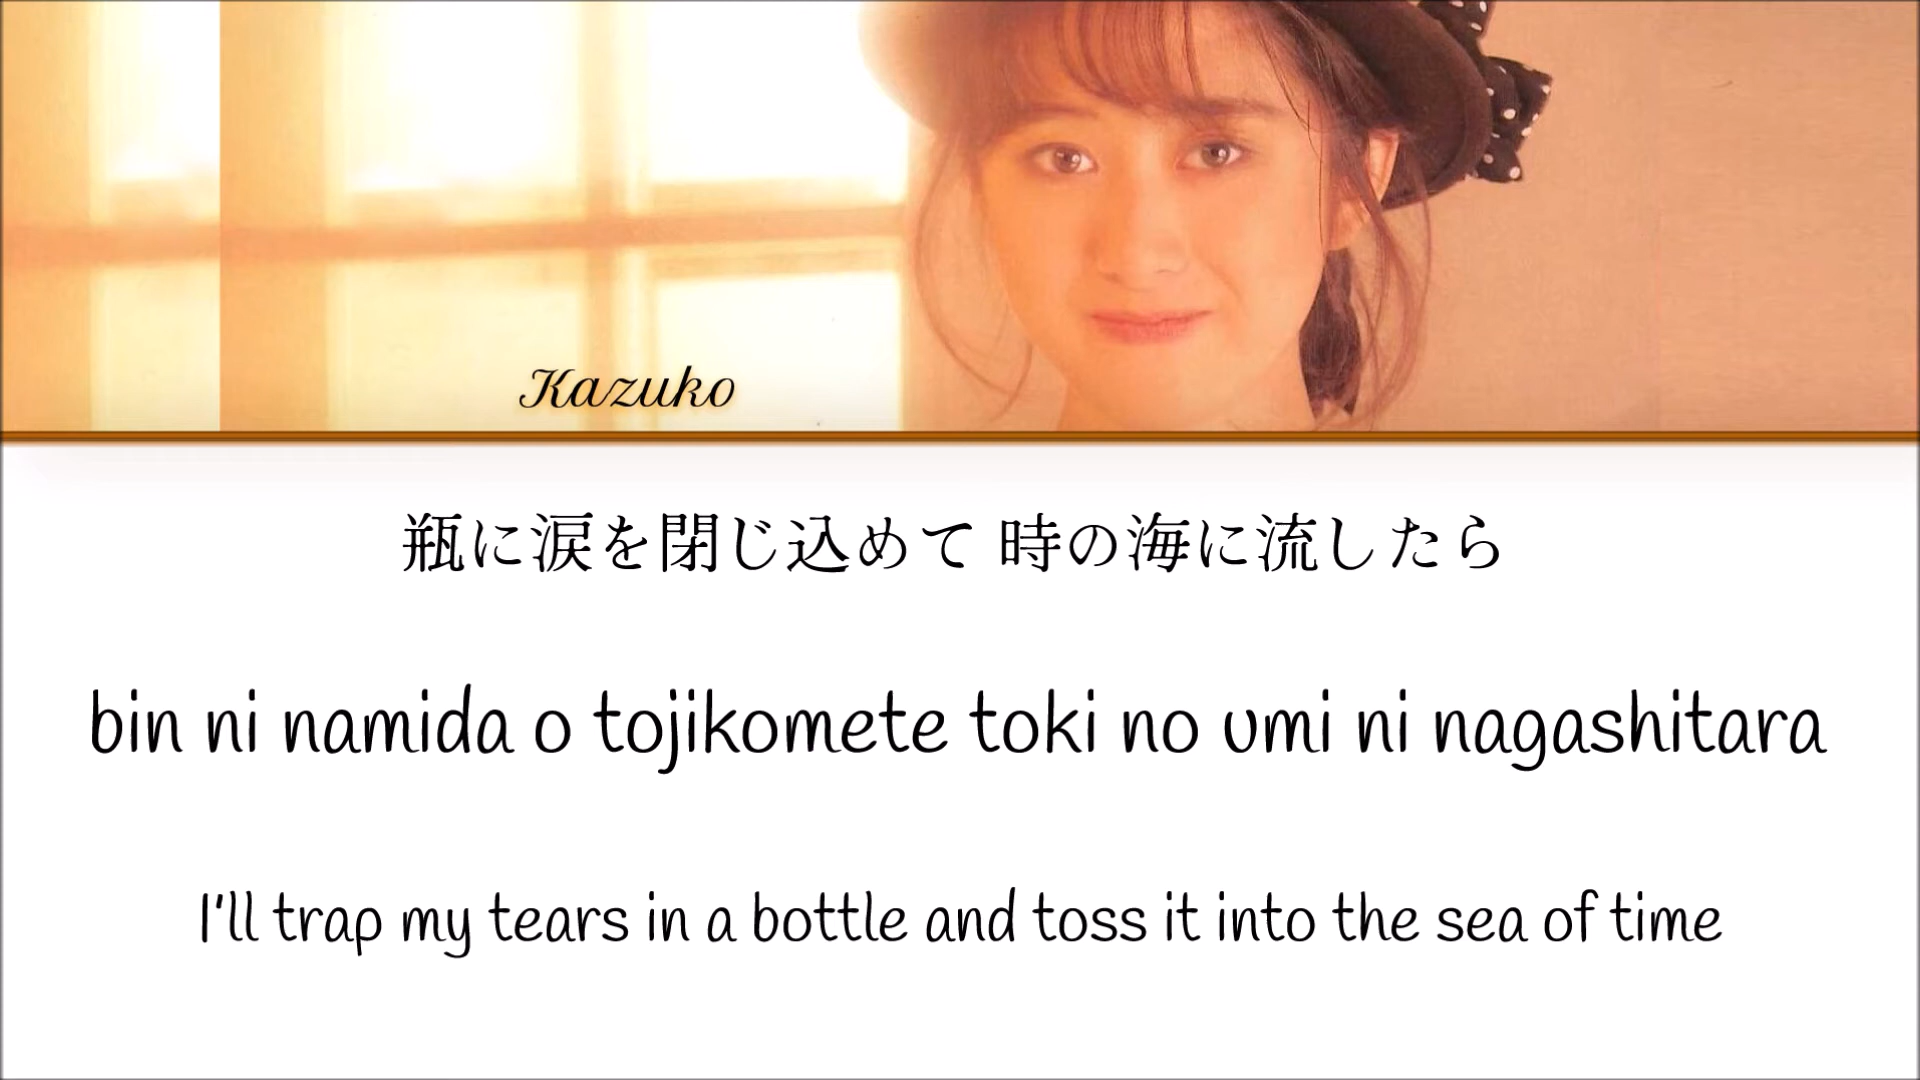 Kazuko
瓶に涙を閉じ込めて 時の海に流したら
bin ni namida o tojikomete toki no umi ni nagashitara
I'll trap my tears in a bottle and toss it into the sea of time